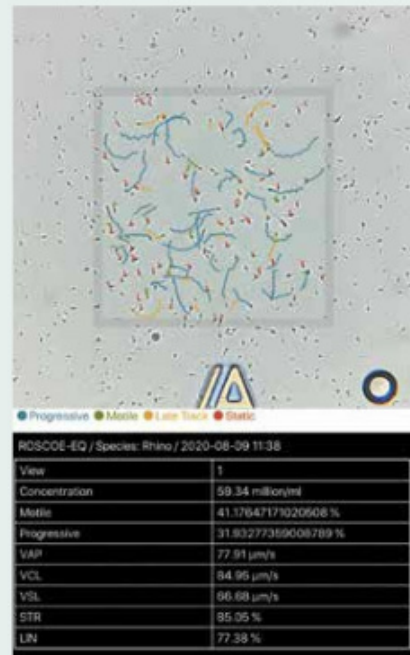 Progressive Motile Late Track Static
ROSCOE-EQ / Species: Rhino / 2020-08-09 11:38
View 1
Concentration 59.34 million/ml
Motile 41.17647171020508 %
Progressive 31.93277359008789 %
VAP 77.91 µm/s
VCL 84.95 µm/s
VSL 66.68 µm/s
STR 85.05 %
LIN 77.38 %